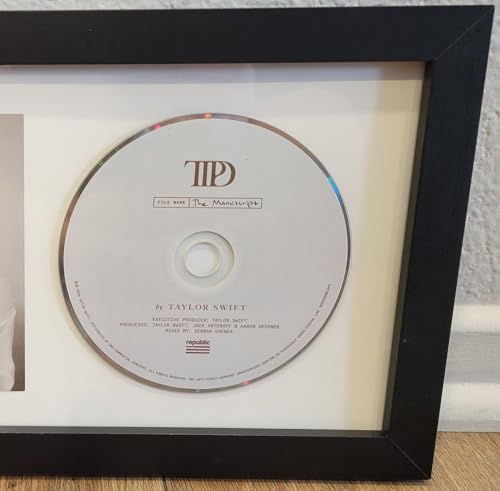 TTPD
FILE NAME The Manuscript
by TAYLOR SWIFT
EXECUTIVE PRODUCER: TAYLOR SWIFT
PRODUCERS: TAYLOR SWIFT, JACK ANTONOFF & AARON DESSNER
MIXED BY: SERBAN GHENEA
republic